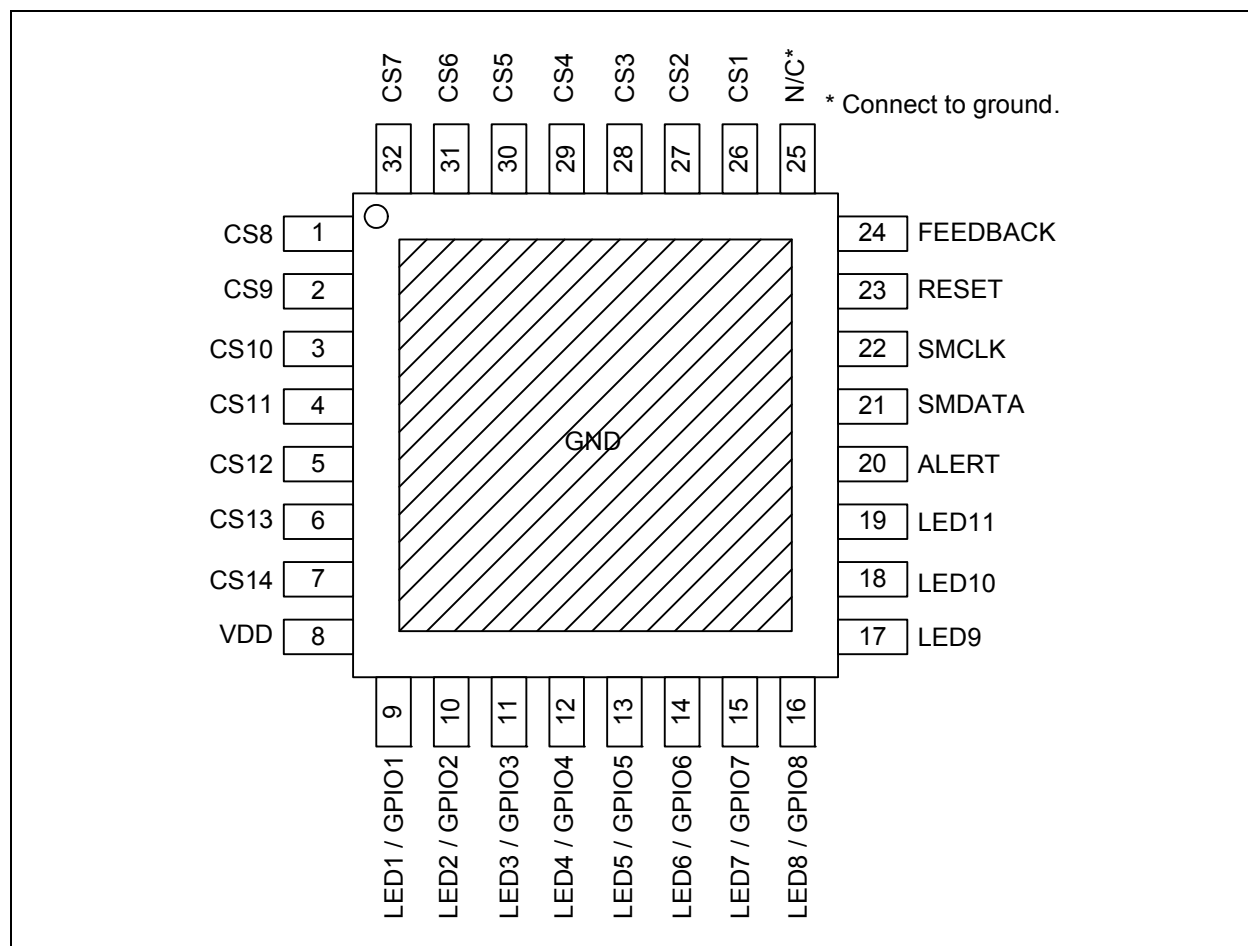 CS7
CS6
CS5
CS4
CS3
CS2
CS1
N/C*
* Connect to ground.
32
31
30
29
28
27
26
25
CS8 1
CS9 2
CS10 3
CS11 4
CS12 5
CS13 6
CS14 7
VDD 8
GND
24 FEEDBACK
23 RESET
22 SMCLK
21 SMDATA
20 ALERT
19 LED11
18 LED10
17 LED9
9
10
11
12
13
14
15
16
LED1 / GPIO1
LED2 / GPIO2
LED3 / GPIO3
LED4 / GPIO4
LED5 / GPIO5
LED6 / GPIO6
LED7 / GPIO7
LED8 / GPIO8